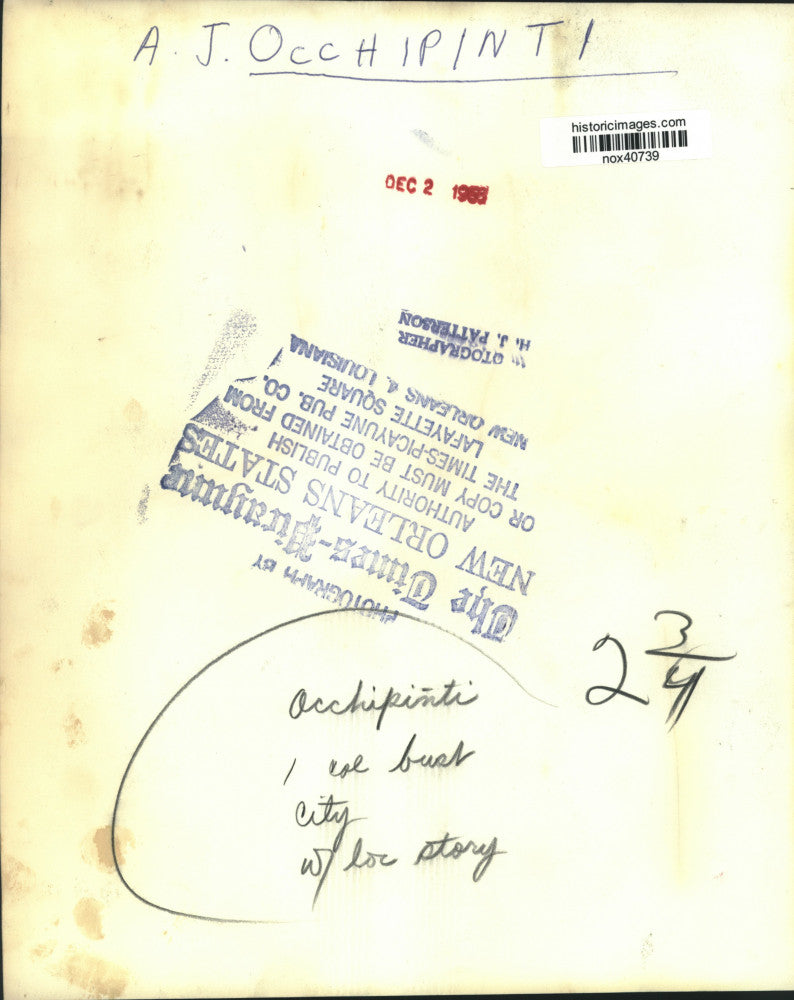 A. J. OCCHIPINTI
historicimages.com
nox40739
DEC 2
H. J. PATTERSON
OTOGRAPHER
PHOTOGRAPH BY
The Times-Picayune
NEW ORLEANS STATES
AUTHORITY TO PUBLISH
OR COPY MUST BE OBTAINED FROM
THE TIMES-PICAYUNE PUB. CO.
LAFAYETTE SQUARE
NEW ORLEANS 4, LOUISIANA
2 3/4
Occhipinti
1 col bust
city
w/ loc story